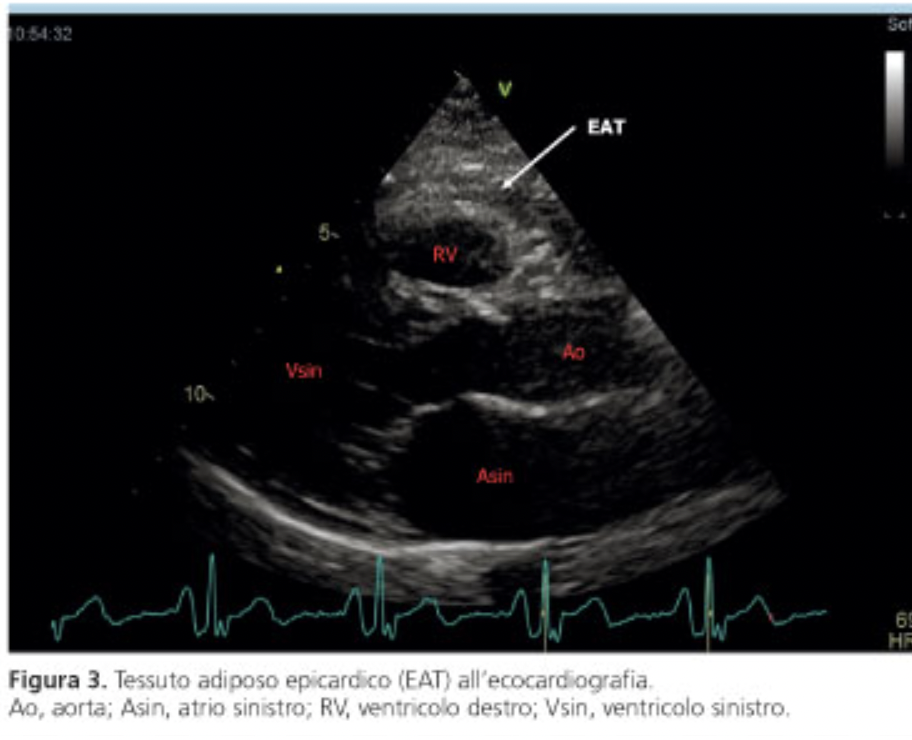 10:54:32
V
EAT
5
RV
Ao
Vsin
10
Asin
HR
Figura 3. Tessuto adiposo epicardico (EAT) all'ecocardiografia.
Ao, aorta; Asin, atrio sinistro; RV, ventricolo destro; Vsin, ventricolo sinistro.